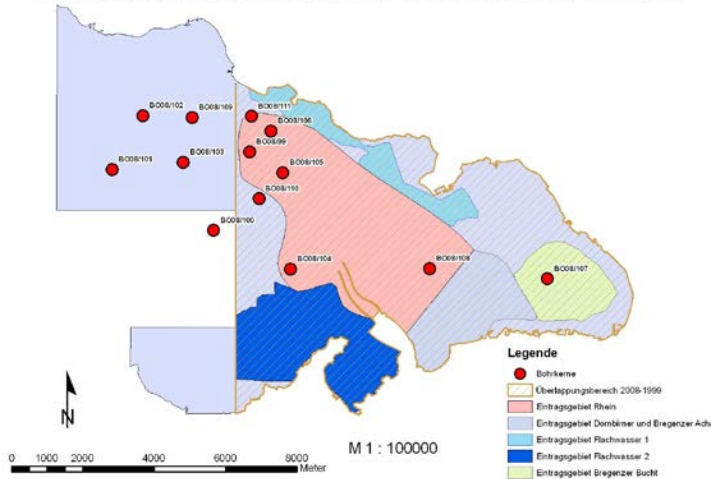 BO08/102
BO08/109
BO08/111
BO08/106
BO08/99
BO08/101
BO08/103
BO08/105
BO08/110
BO08/100
BO08/104
BO08/108
BO08/107
Legende
Bohrkerne
Überlappungsbereich 2008-1999
Eintragsgebiet Rhein
Eintragsgebiet Dornbirner und Bregenzer Ach
Eintragsgebiet Flachwasser 1
Eintragsgebiet Flachwasser 2
Eintragsgebiet Bregenzer Bucht
N
M 1 : 100000
0 1000 2000 4000 6000 8000
Meter